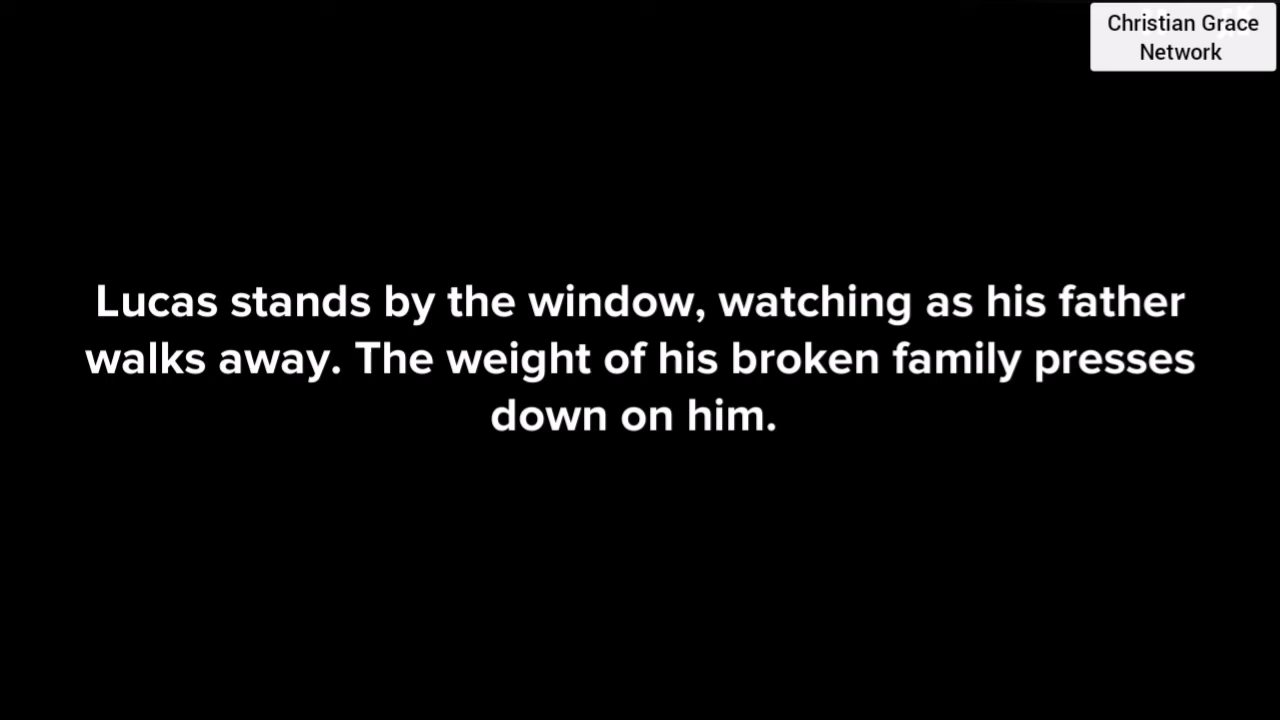 Christian Grace
Network
Lucas stands by the window, watching as his father
walks away. The weight of his broken family presses
down on him.